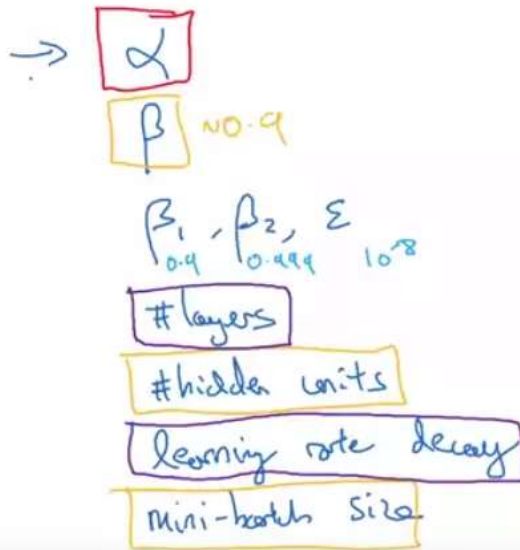 → α
β ~0.9
β₁, β₂, ε
0.9 0.999 10⁻⁸
#layers
#hidden units
learning rate decay
mini-batch size